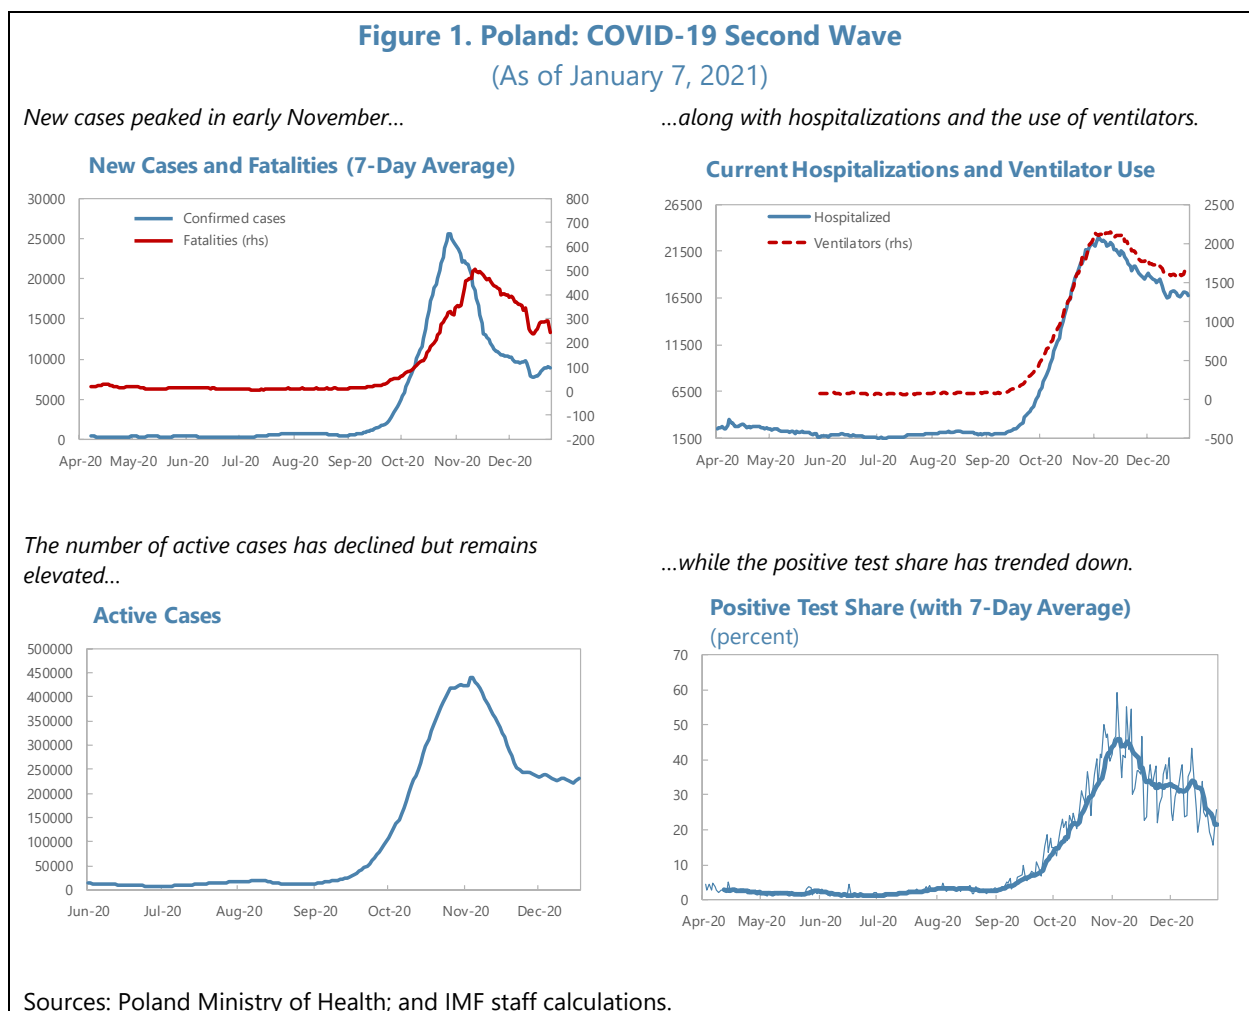 Figure 1. Poland: COVID-19 Second Wave
(As of January 7, 2021)
New cases peaked in early November…
…along with hospitalizations and the use of ventilators.
New Cases and Fatalities (7-Day Average)
30000
25000
20000
15000
10000
5000
0
800
700
600
500
400
300
200
100
0
-100
-200
Confirmed cases
Fatalities (rhs)
Apr-20 May-20 Jun-20 Jul-20 Aug-20 Sep-20 Oct-20 Nov-20 Dec-20
Current Hospitalizations and Ventilator Use
26500
21500
16500
11500
6500
1500
2500
2000
1500
1000
500
0
-500
Hospitalized
Ventilators (rhs)
Apr-20 May-20 Jun-20 Jul-20 Aug-20 Sep-20 Oct-20 Nov-20 Dec-20
The number of active cases has declined but remains
elevated…
…while the positive test share has trended down.
Active Cases
500000
450000
400000
350000
300000
250000
200000
150000
100000
50000
0
Jun-20 Jul-20 Aug-20 Sep-20 Oct-20 Nov-20 Dec-20
Positive Test Share (with 7-Day Average)
(percent)
70
60
50
40
30
20
10
0
Apr-20 May-20 Jun-20 Jul-20 Aug-20 Sep-20 Oct-20 Nov-20 Dec-20
Sources: Poland Ministry of Health; and IMF staff calculations.